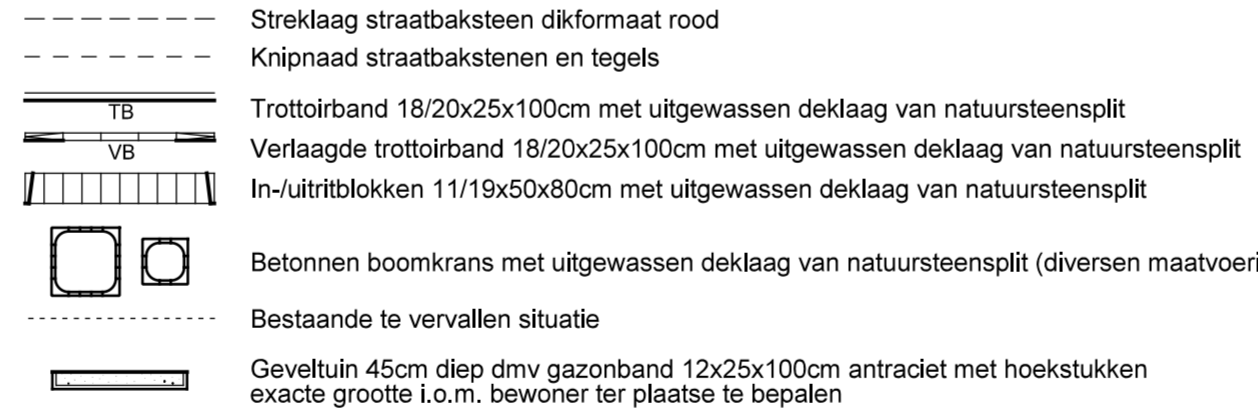 Streklaag straatbaksteen dikformaat rood
Knipnaad straatbakstenen en tegels
TB Trottoirband 18/20x25x100cm met uitgewassen deklaag van natuursteensplit
VB Verlaagde trottoirband 18/20x25x100cm met uitgewassen deklaag van natuursteensplit
In-/uitritblokken 11/19x50x80cm met uitgewassen deklaag van natuursteensplit
Betonnen boomkrans met uitgewassen deklaag van natuursteensplit (diversen maatvoeri
Bestaande te vervallen situatie
Geveltuin 45cm diep dmv gazonband 12x25x100cm antraciet met hoekstukken
exacte grootte i.o.m. bewoner ter plaatse te bepalen